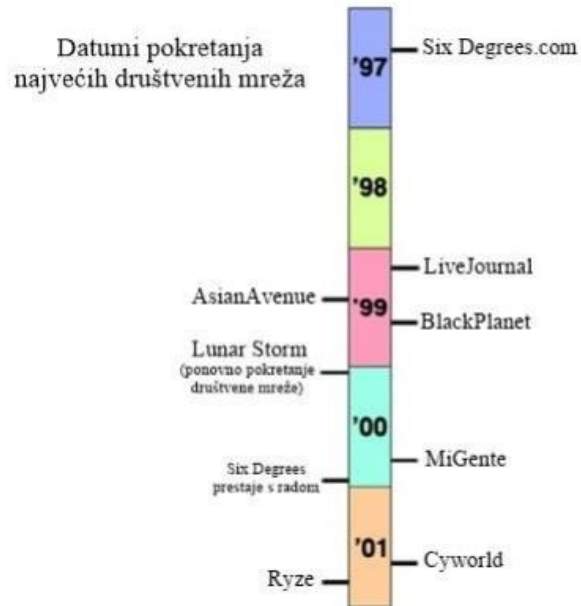 Datumi pokretanja
najvećih društvenih mreža
'97
Six Degrees.com
'98
LiveJournal
AsianAvenue
'99
BlackPlanet
Lunar Storm
(ponovno pokretanje
društvene mreže)
'00
MiGente
Six Degrees
prestaje s radom
'01
Cyworld
Ryze